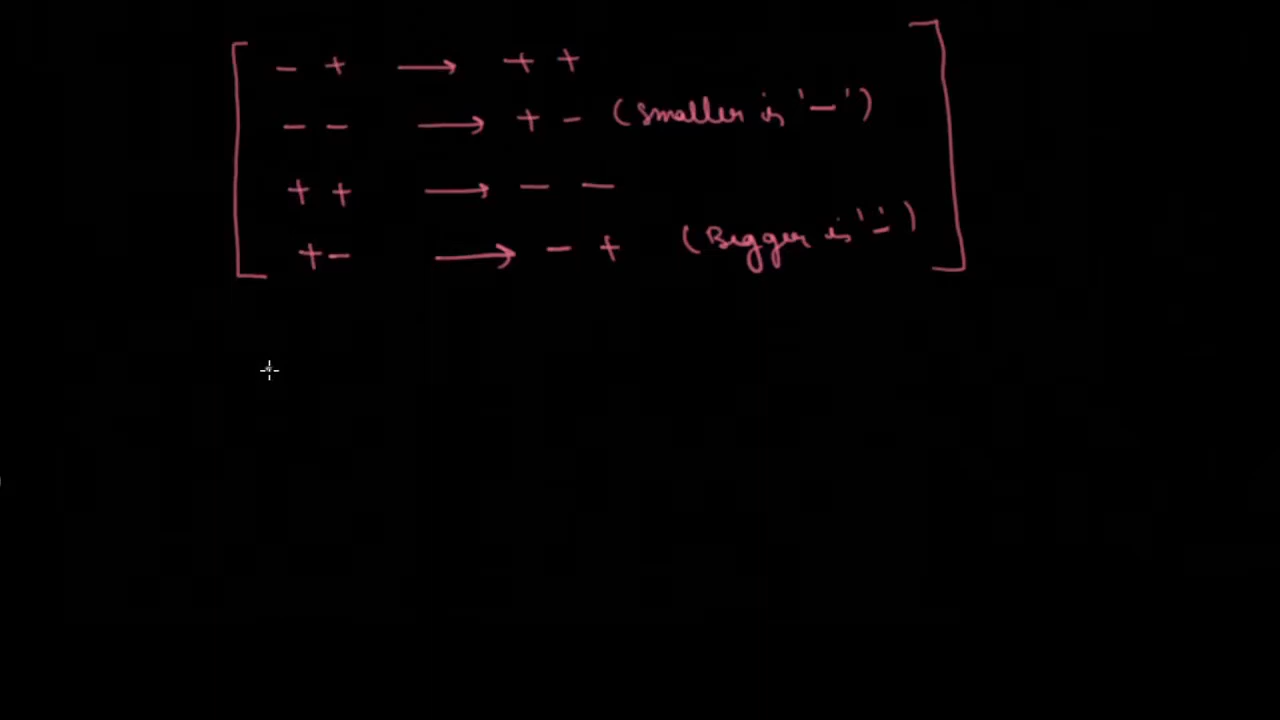 - + → + +
- - → + - (Smaller is '-')
+ + → - -
+ - → - + (Bigger is '-')